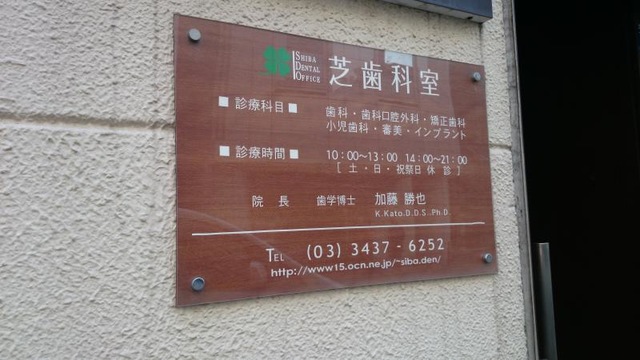 SHIBA
DENTAL
OFFICE
芝歯科室
■ 診療科目 ■ 歯科・歯科口腔外科・矯正歯科
小児歯科・審美・インプラント
■ 診療時間 ■ 10:00～13:00 14:00～21:00
[ 土・日・祝祭日 休 診 ]
院 長 歯学博士 加藤 勝也
K.Kato.D.D.S.,Ph.D.
TEL (03) 3437 - 6252
http://www15.ocn.ne.jp/~siba.den/